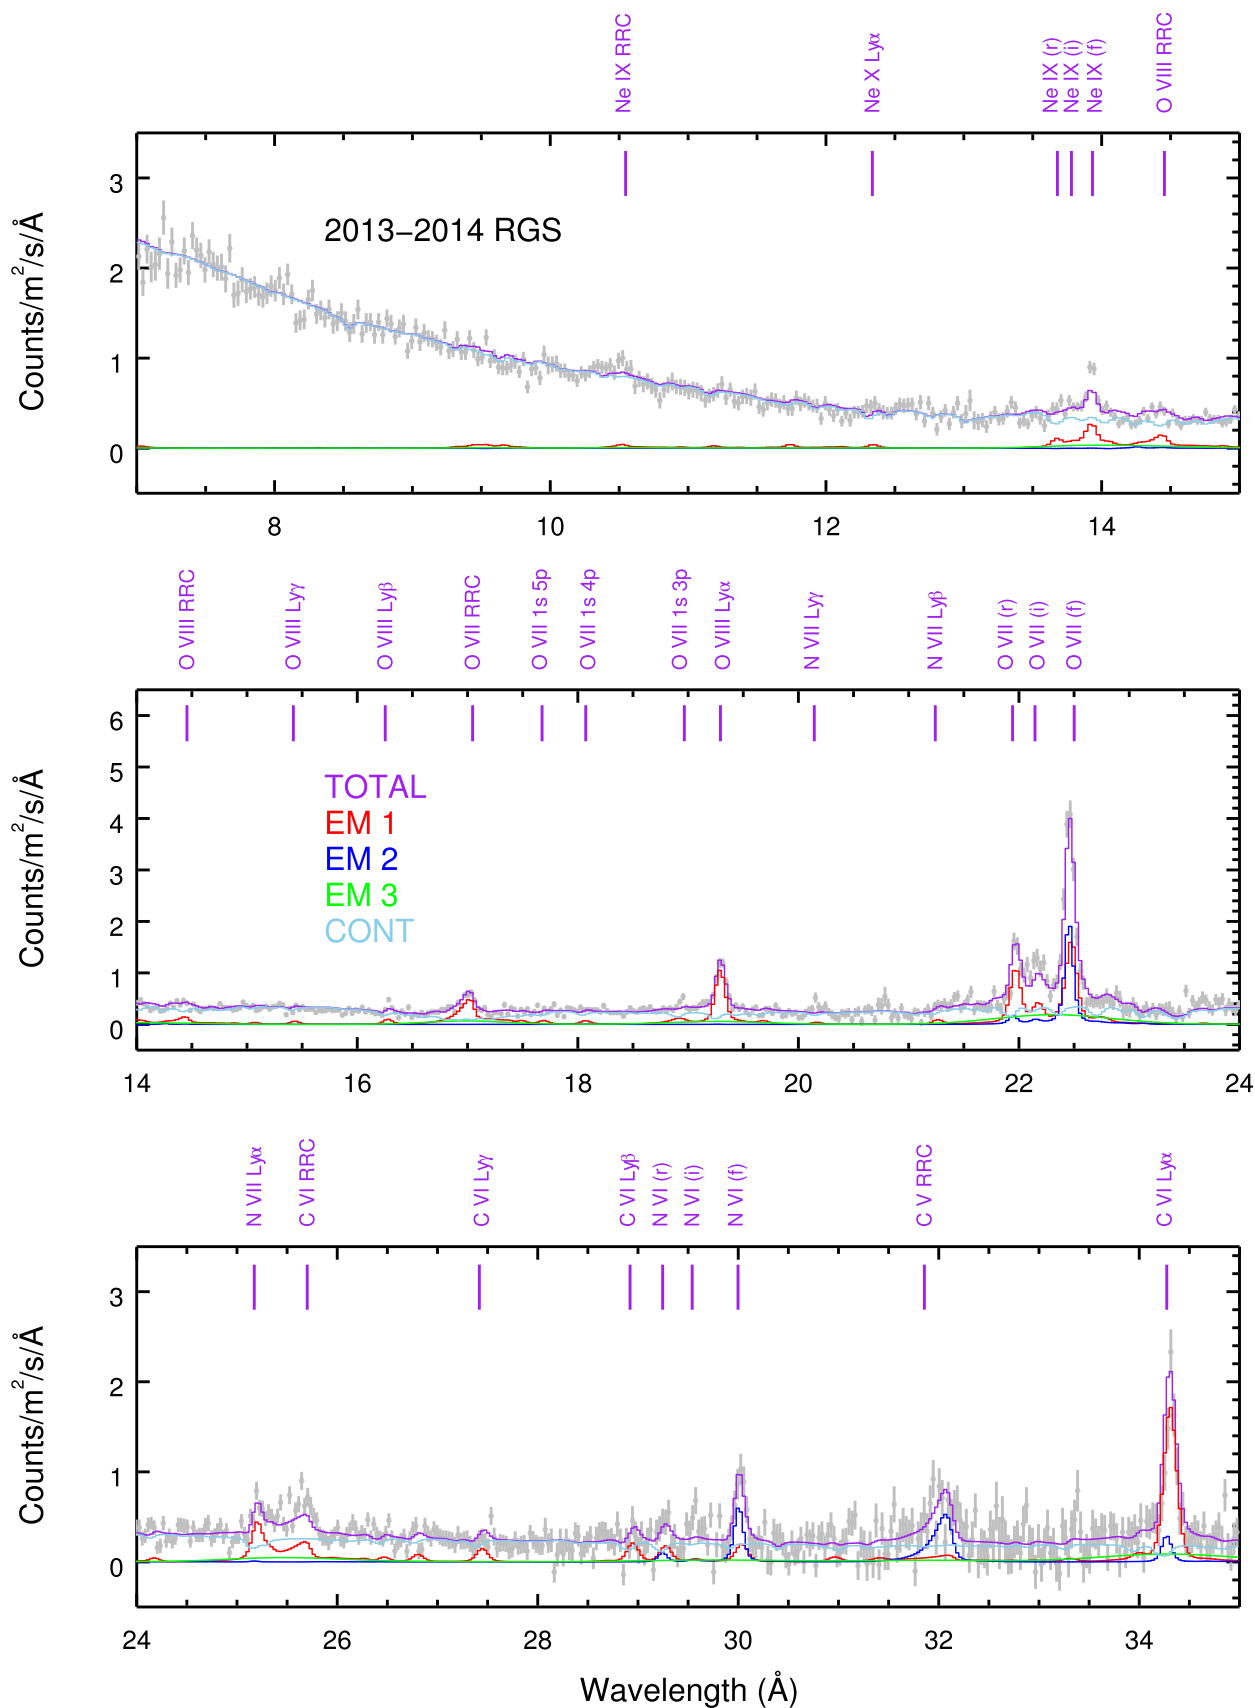 Ne IX RRC
Ne X Lyα
Ne IX (r)
Ne IX (i)
Ne IX (f)
O VIII RRC
2013−2014 RGS
Counts/m²/s/Å
3
2
1
0
8 10 12 14
O VIII RRC
O VIII Lyγ
O VIII Lyβ
O VII RRC
O VII 1s 5p
O VII 1s 4p
O VII 1s 3p
O VIII Lyα
N VII Lyγ
N VII Lyβ
O VII (r)
O VII (i)
O VII (f)
Counts/m²/s/Å
6
5
4
3
2
1
0
TOTAL
EM 1
EM 2
EM 3
CONT
14 16 18 20 22 24
N VII Lyα
C VI RRC
C VI Lyγ
C VI Lyβ
N VI (r)
N VI (i)
N VI (f)
C V RRC
C VI Lyα
Counts/m²/s/Å
3
2
1
0
24 26 28 30 32 34
Wavelength (Å)